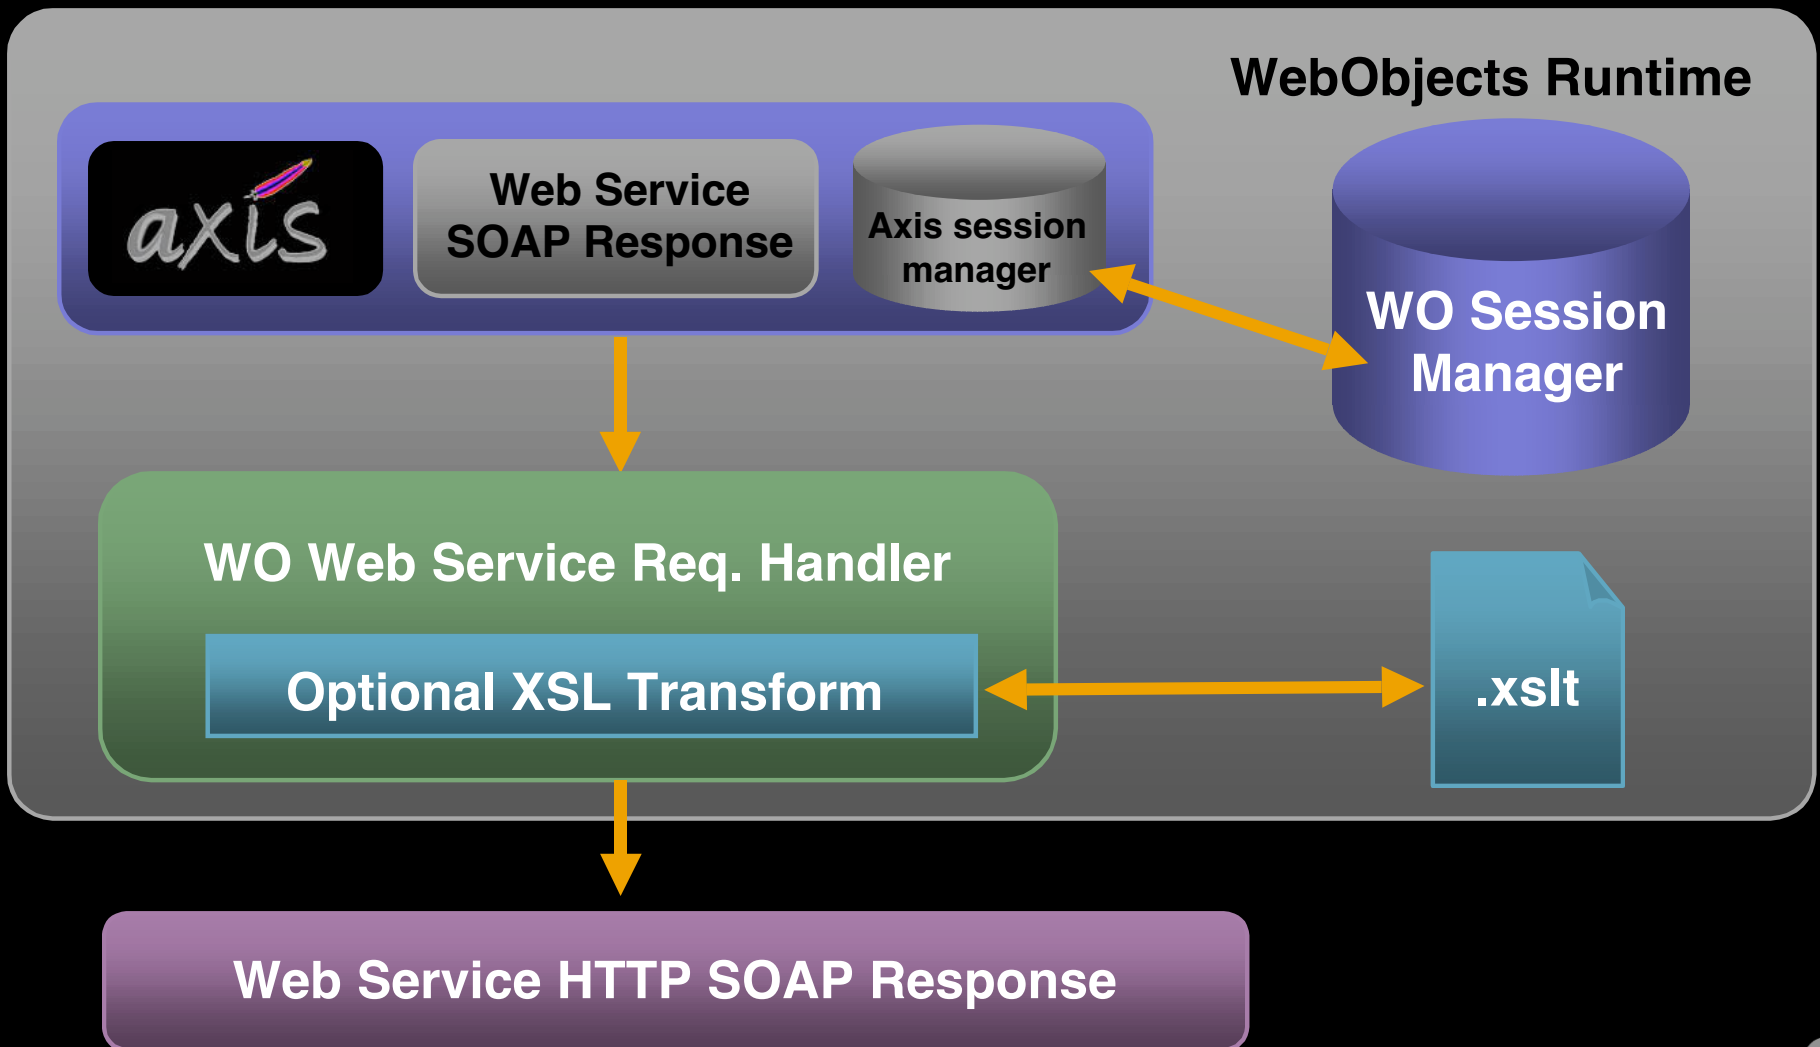 WebObjects Runtime
axis
Web Service
SOAP Response
Axis session
manager
WO Session
Manager
WO Web Service Req. Handler
Optional XSL Transform
.xslt
Web Service HTTP SOAP Response